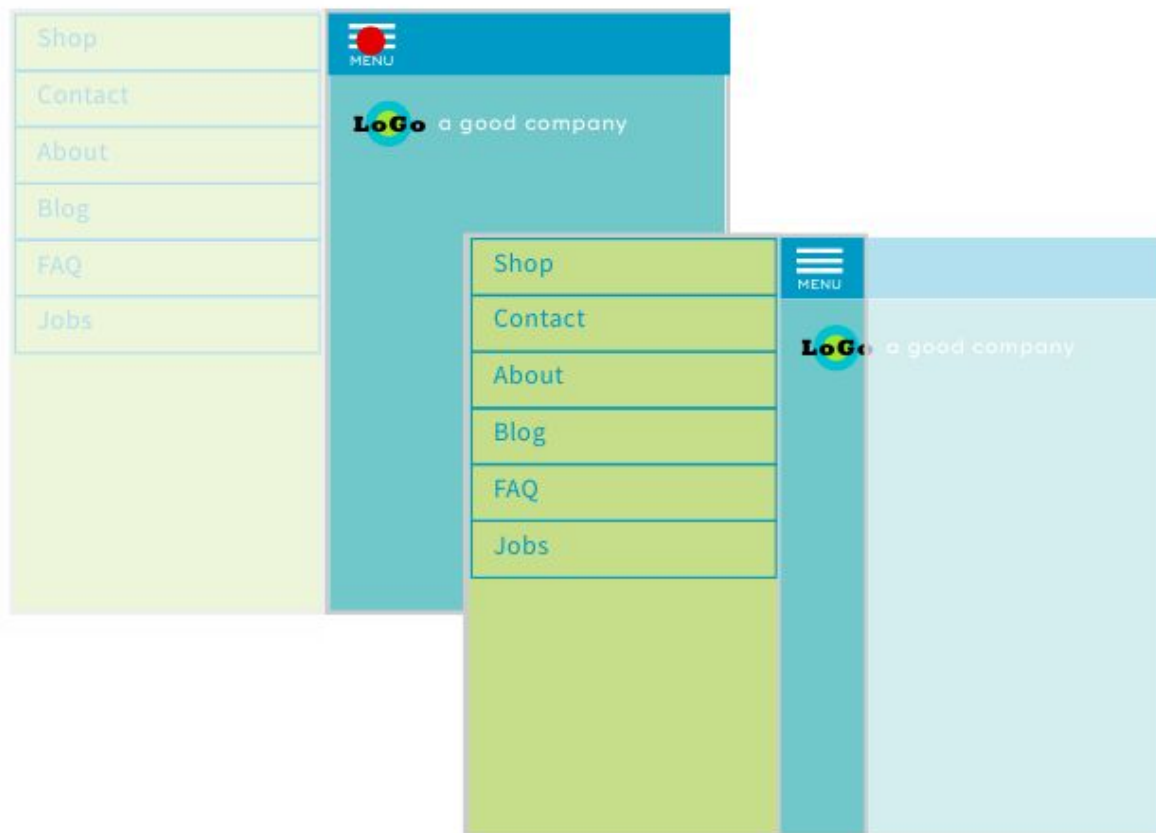 Shop
Contact
About
Blog
FAQ
Jobs
MENU
LoGo a good company
Shop
Contact
About
Blog
FAQ
Jobs
MENU
LoGo a good company